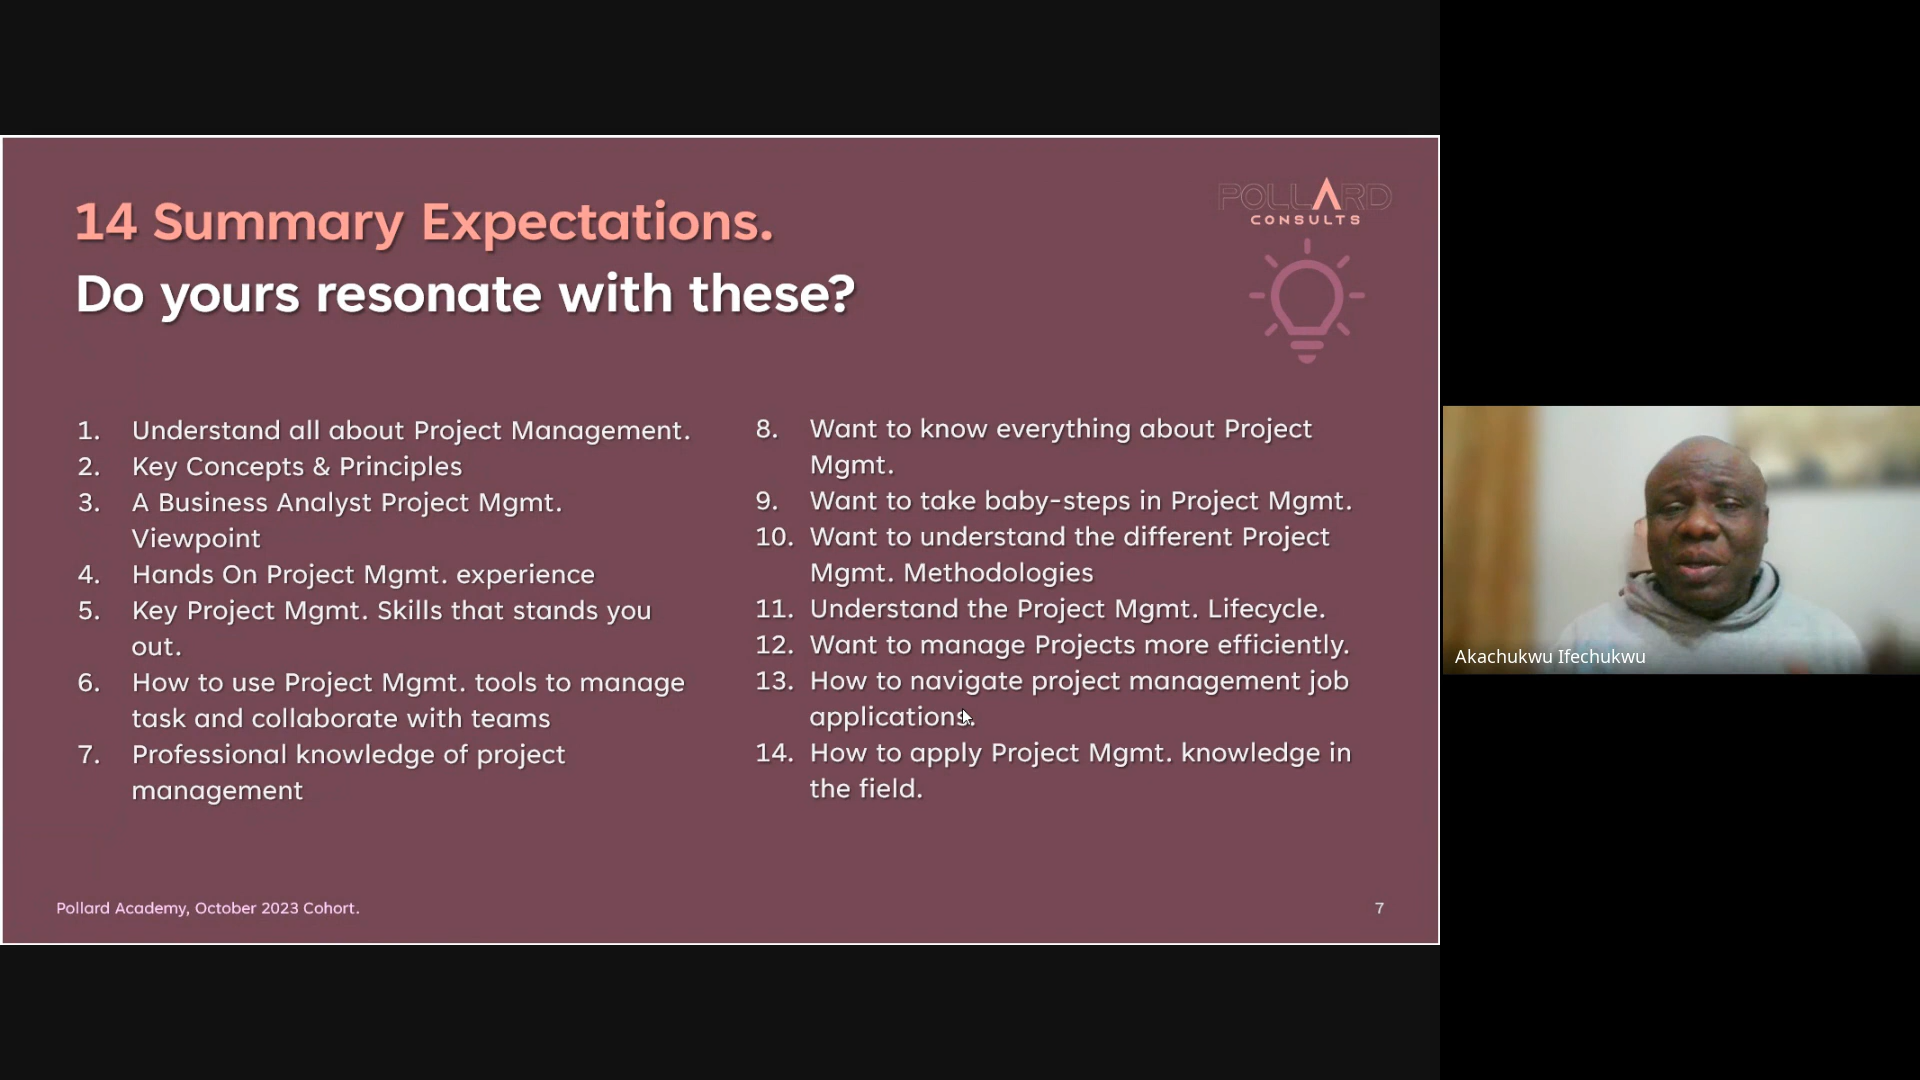 14 Summary Expectations.
Do yours resonate with these?
POLLARD
CONSULTS
1. Understand all about Project Management.
2. Key Concepts & Principles
3. A Business Analyst Project Mgmt.
Viewpoint
4. Hands On Project Mgmt. experience
5. Key Project Mgmt. Skills that stands you
out.
6. How to use Project Mgmt. tools to manage
task and collaborate with teams
7. Professional knowledge of project
management
8. Want to know everything about Project
Mgmt.
9. Want to take baby-steps in Project Mgmt.
10. Want to understand the different Project
Mgmt. Methodologies
11. Understand the Project Mgmt. Lifecycle.
12. Want to manage Projects more efficiently.
13. How to navigate project management job
applications.
14. How to apply Project Mgmt. knowledge in
the field.
Pollard Academy, October 2023 Cohort.
7
Akachukwu Ifechukwu